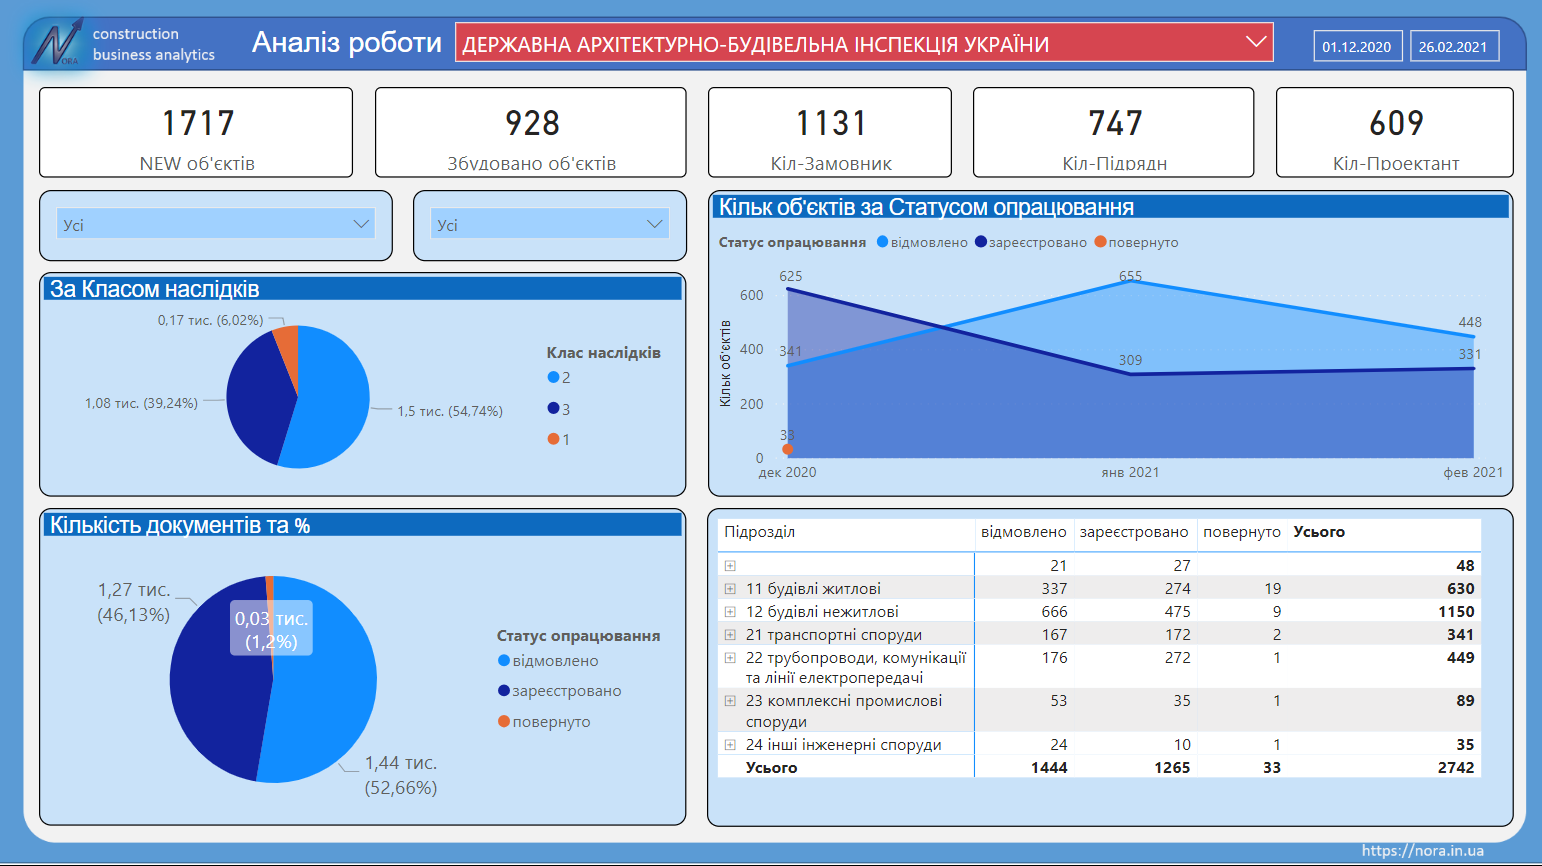 NORA
construction
business analytics
Аналіз роботи
ДЕРЖАВНА АРХІТЕКТУРНО-БУДІВЕЛЬНА ІНСПЕКЦІЯ УКРАЇНИ
01.12.2020
26.02.2021
1717
NEW об'єктів
928
Збудовано об'єктів
1131
Кіл-Замовник
747
Кіл-Підрядн
609
Кіл-Проектант
Усі
Усі
За Класом наслідків
0,17 тис. (6,02%)
1,08 тис. (39,24%)
1,5 тис. (54,74%)
Клас наслідків
2
3
1
Кільк об'єктів за Статусом опрацювання
Статус опрацювання відмовлено зареєстровано повернуто
Кільк об'єктів
600
400
200
0
625
341
33
655
309
448
331
дек 2020
янв 2021
фев 2021
Кількість документів та %
1,27 тис.
(46,13%)
0,03 тис.
(1,2%)
1,44 тис.
(52,66%)
Статус опрацювання
відмовлено
зареєстровано
повернуто
Підрозділ відмовлено зареєстровано повернуто Усього
21 27 48
11 будівлі житлові 337 274 19 630
12 будівлі нежитлові 666 475 9 1150
21 транспортні споруди 167 172 2 341
22 трубопроводи, комунікації 176 272 1 449
та лінії електропередачі
23 комплексні промислові 53 35 1 89
споруди
24 інші інженерні споруди 24 10 1 35
Усього 1444 1265 33 2742
https://nora.in.ua